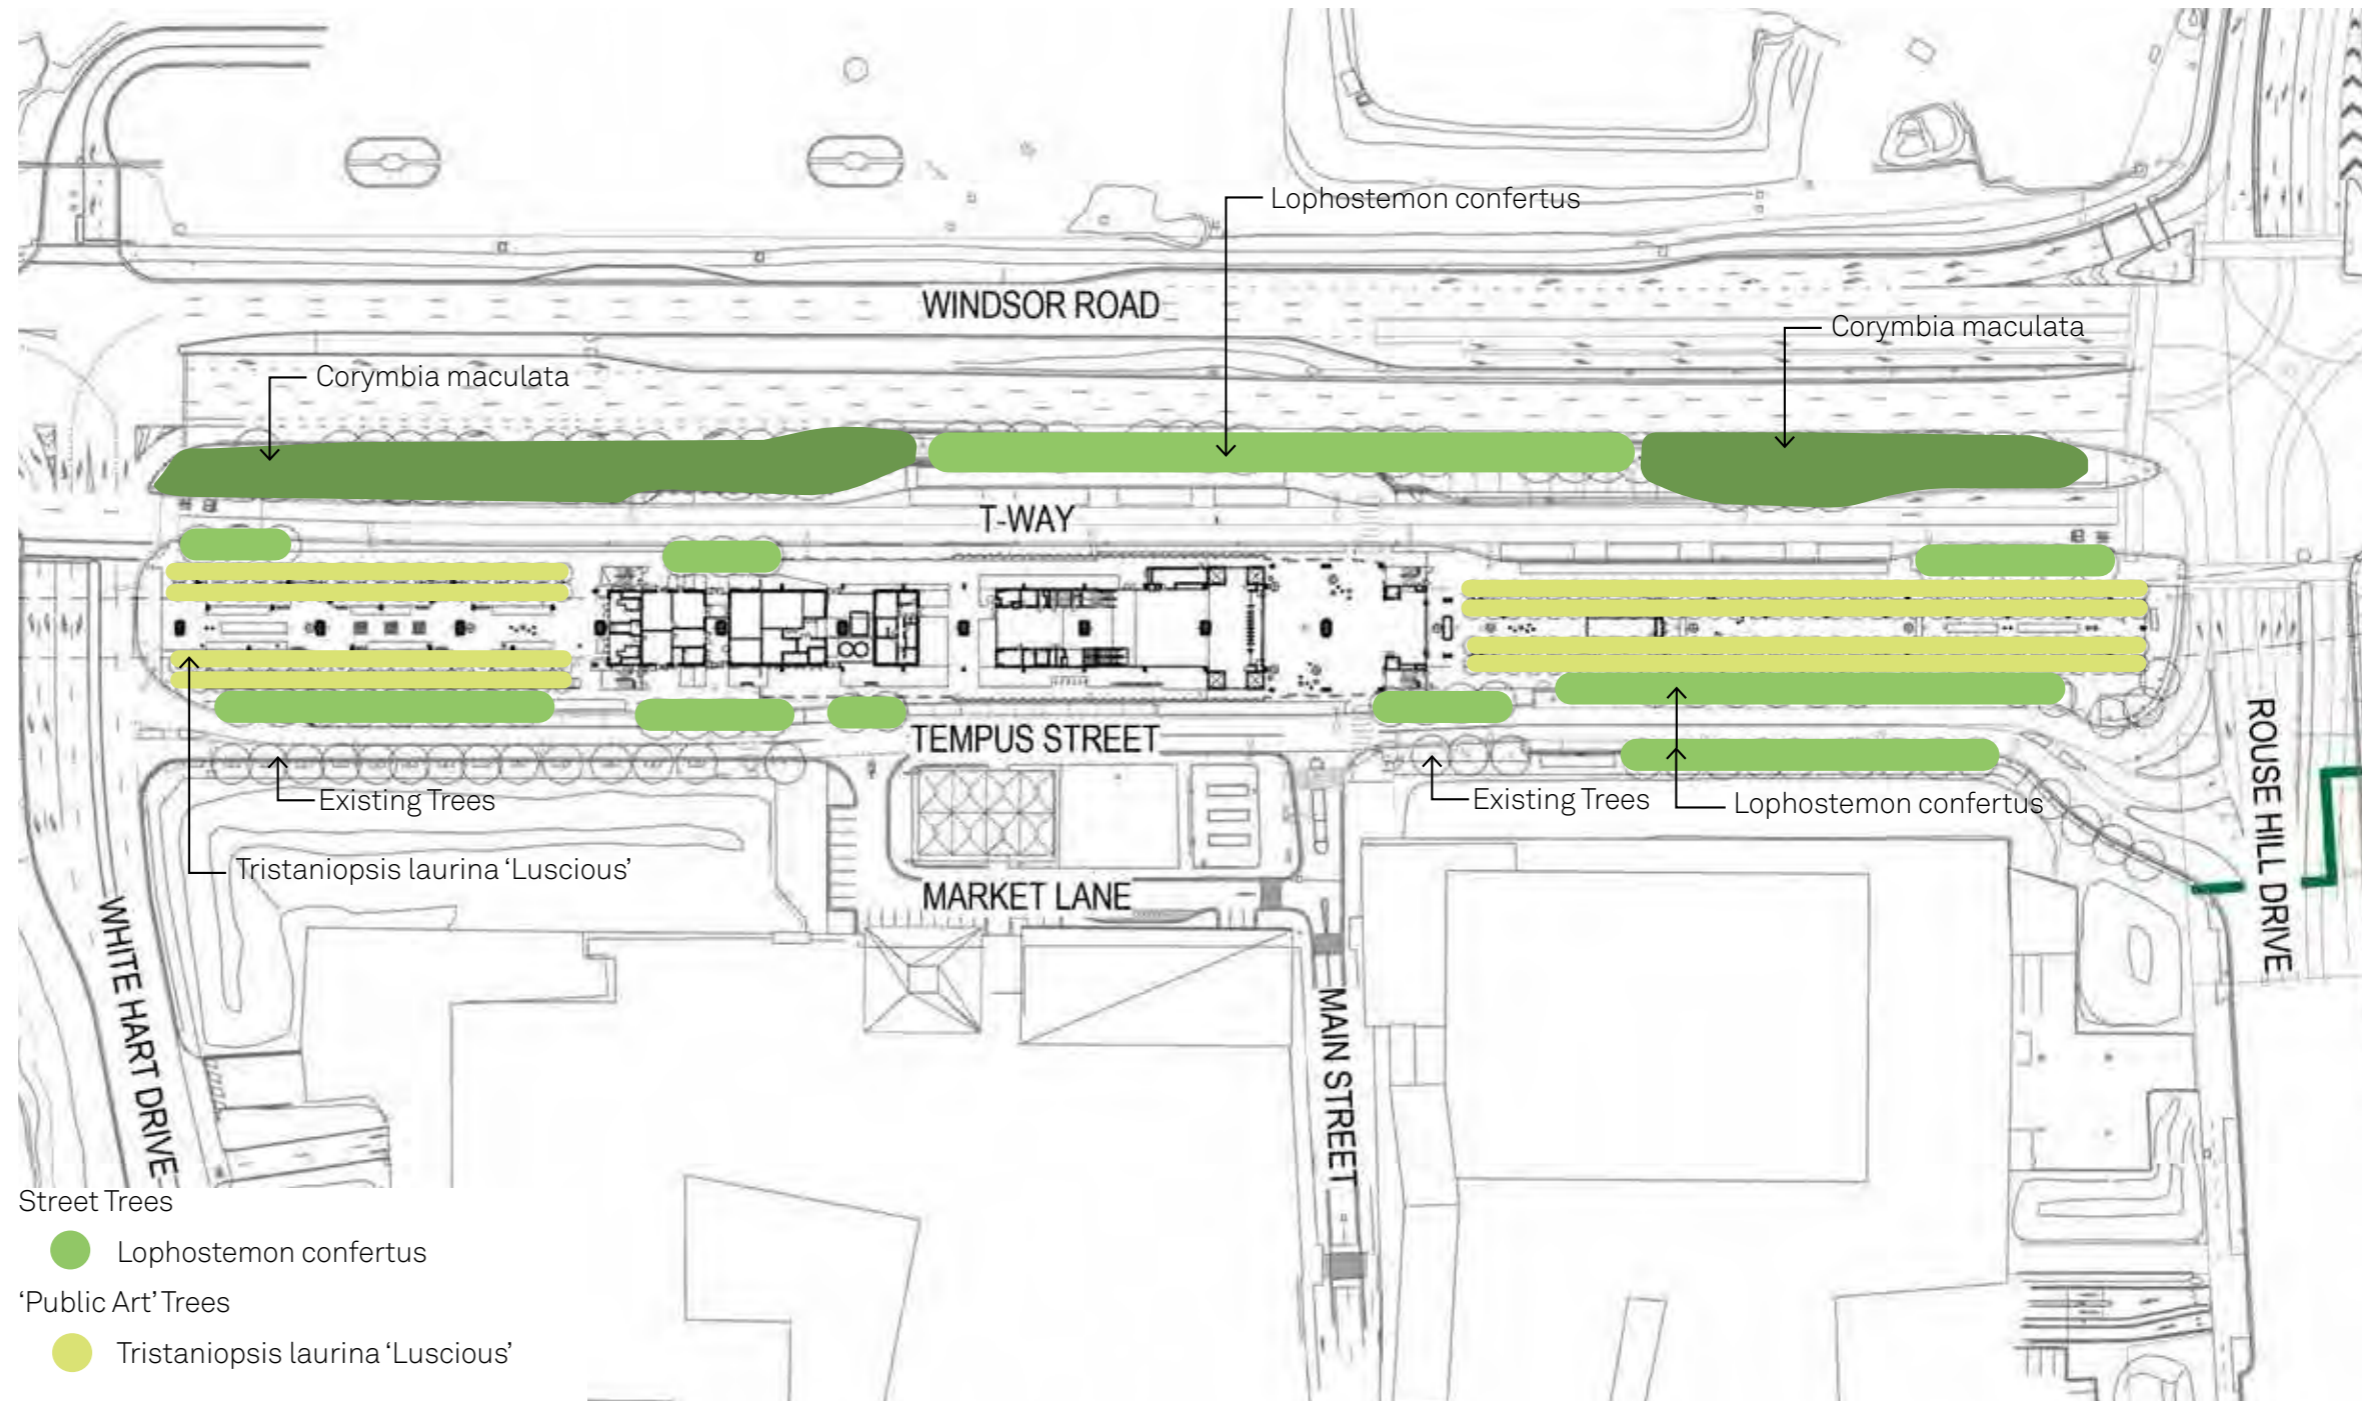 Lophostemon confertus
WINDSOR ROAD
Corymbia maculata
Corymbia maculata
T-WAY
TEMPUS STREET
Existing Trees
Existing Trees
Lophostemon confertus
Tristaniopsis laurina ‘Luscious’
MARKET LANE
WHITE HART DRIVE
MAIN STREET
ROUSE HILL DRIVE
Street Trees
Lophostemon confertus
‘Public Art’ Trees
Tristaniopsis laurina ‘Luscious’